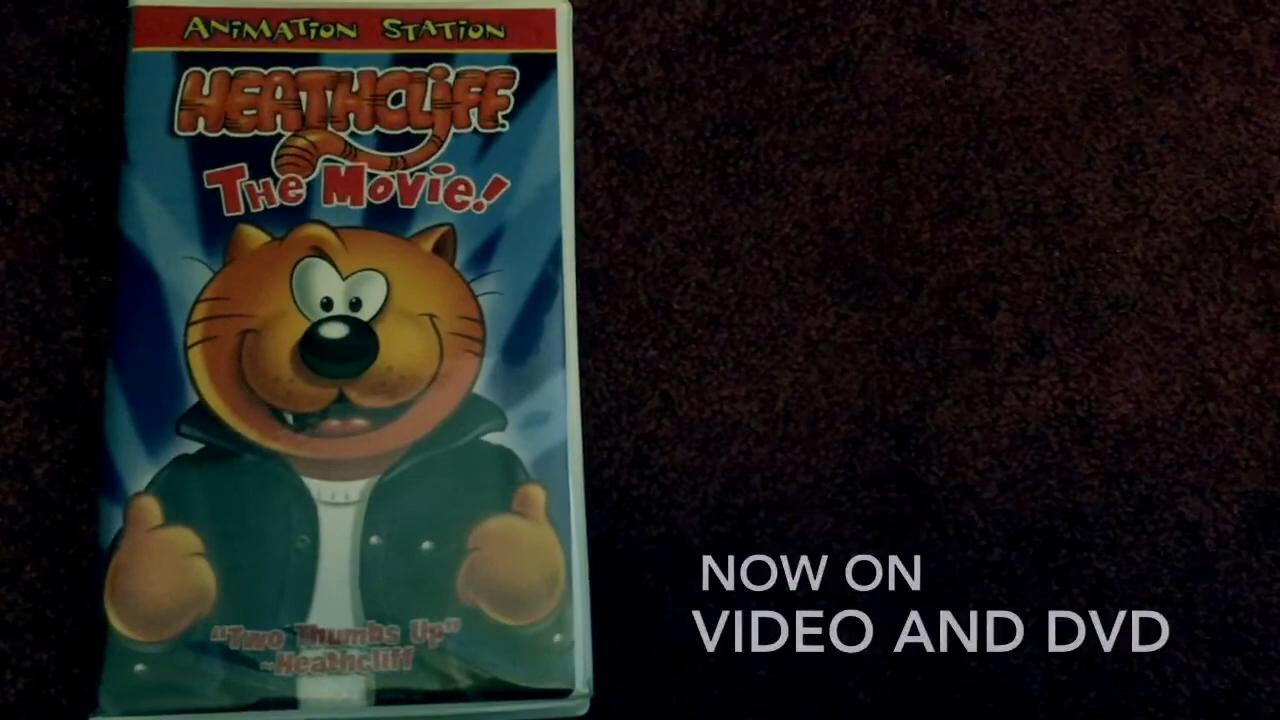 ANiMATiON STATiON
HEATHCLiFF
THE MOViE!
"Two Thumbs Up"
~Heathcliff
NOW ON
VIDEO AND DVD